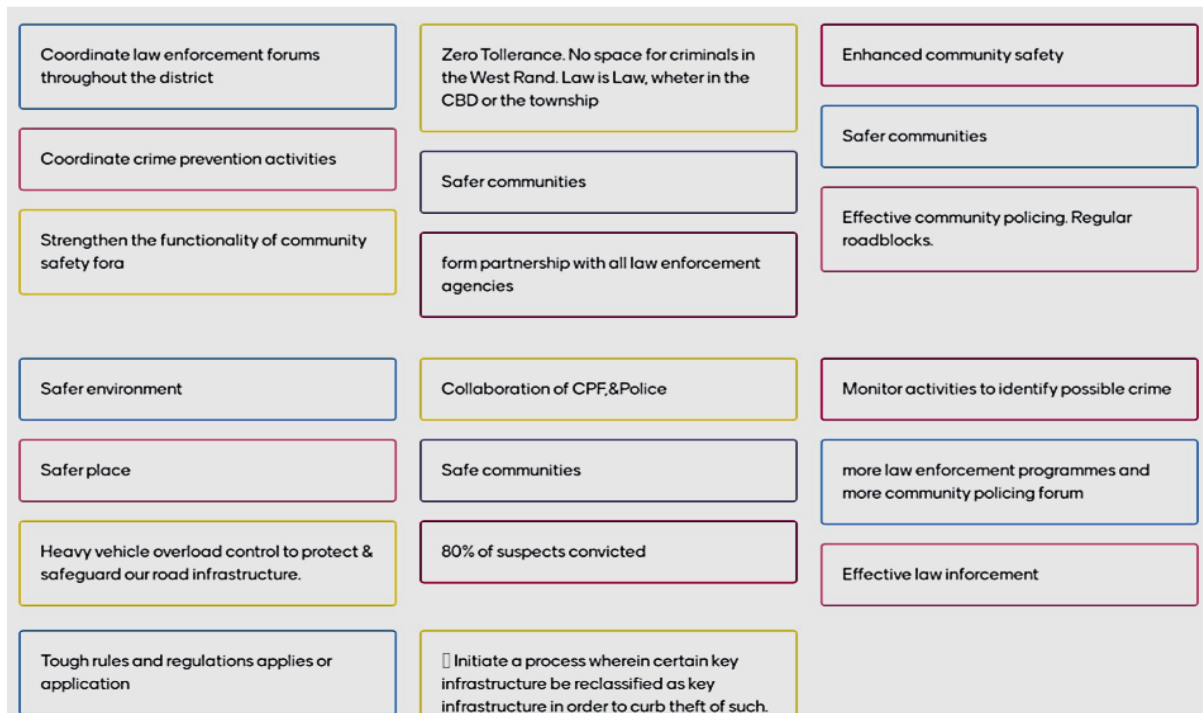 Coordinate law enforcement forums
throughout the district
Coordinate crime prevention activities
Strengthen the functionality of community
safety fora
Zero Tollerance. No space for criminals in
the West Rand. Law is Law, wheter in the
CBD or the township
Safer communities
form partnership with all law enforcement
agencies
Enhanced community safety
Safer communities
Effective community policing. Regular
roadblocks.
Safer environment
Safer place
Heavy vehicle overload control to protect &
safeguard our road infrastructure.
Collaboration of CPF,&Police
Safe communities
80% of suspects convicted
Monitor activities to identify possible crime
more law enforcement programmes and
more community policing forum
Effective law inforcement
Tough rules and regulations applies or
application
Initiate a process wherein certain key
infrastructure be reclassified as key
infrastructure in order to curb theft of such.